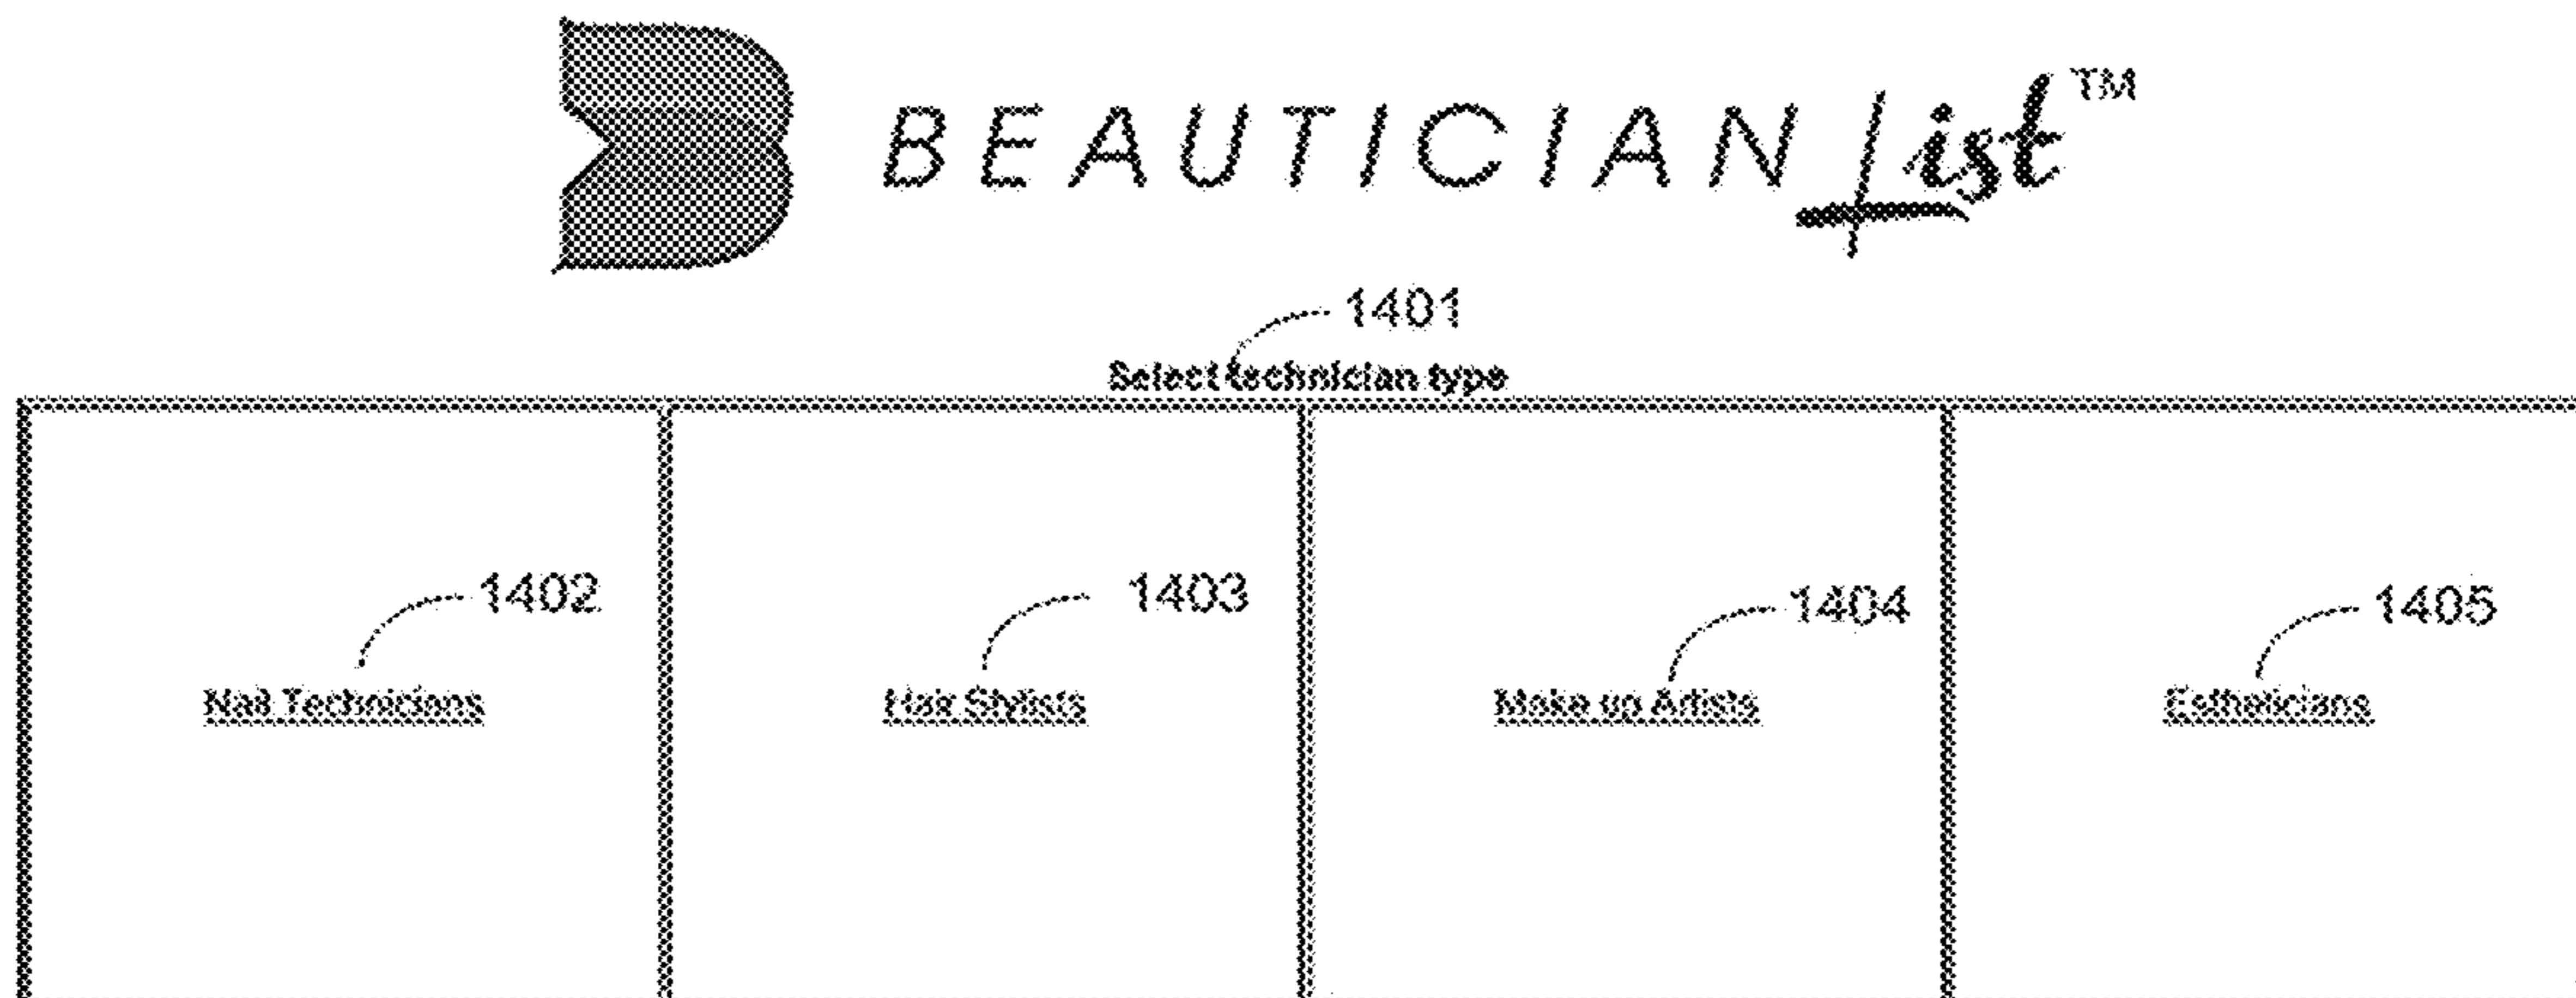 BEAUTICIAN List™
1401
Select technician type
1402 1403 1404 1405
Nail Technicians Hair Stylists Make up Artists Estheticians